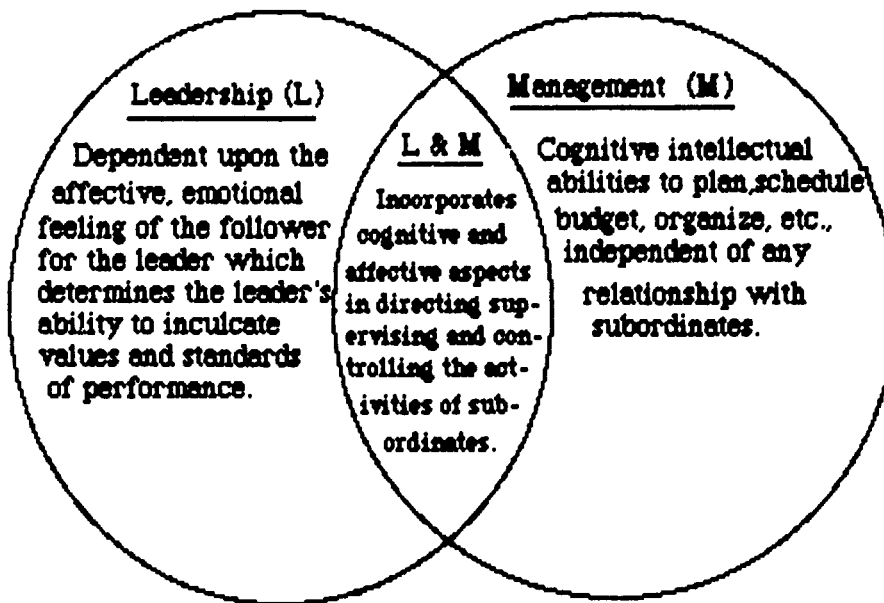 Leadership (L)
Dependent upon the
affective, emotional
feeling of the follower
for the leader which
determines the leader's
ability to inculcate
values and standards
of performance.
L & M
Incorporates
cognitive and
affective aspects
in directing sup-
ervising and con-
trolling the act-
ivities of sub-
ordinates.
Management (M)
Cognitive intellectual
abilities to plan,schedule
budget, organize, etc.,
independent of any
relationship with
subordinates.